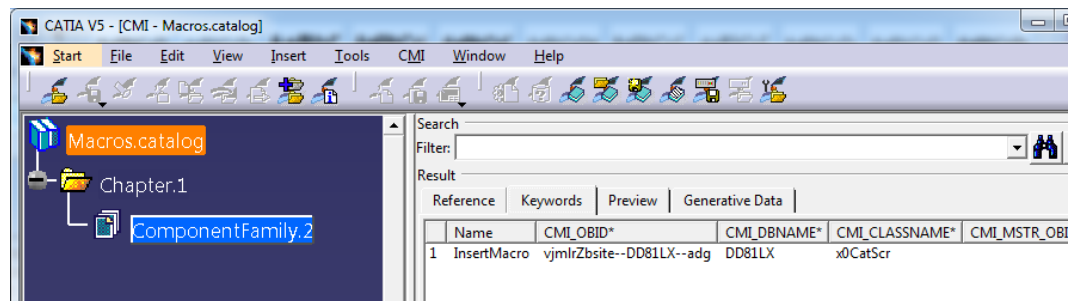 CATIA V5 - [CMI - Macros.catalog]
Start File Edit View Insert Tools CMI Window Help
Macros.catalog
Chapter.1
ComponentFamily.2
Search
Filter:
Result
Reference Keywords Preview Generative Data
Name CMI_OBID* CMI_DBNAME* CMI_CLASSNAME* CMI_MSTR_OBI
1 InsertMacro vjmlrZbsite--DD81LX--adg DD81LX x0CatScr